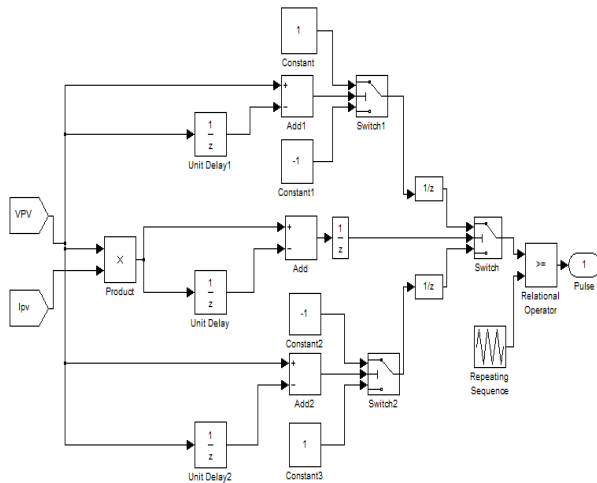 1
Constant
+
−
Add1
Switch1
1
z
Unit Delay1
-1
Constant1
1/z
VPV
X
Product
+
−
Add
1
z
Switch
>=
Relational
Operator
1
Pulse
Ipv
1
z
Unit Delay
1/z
-1
Constant2
Repeating
Sequence
+
−
Add2
Switch2
1
z
Unit Delay2
1
Constant3